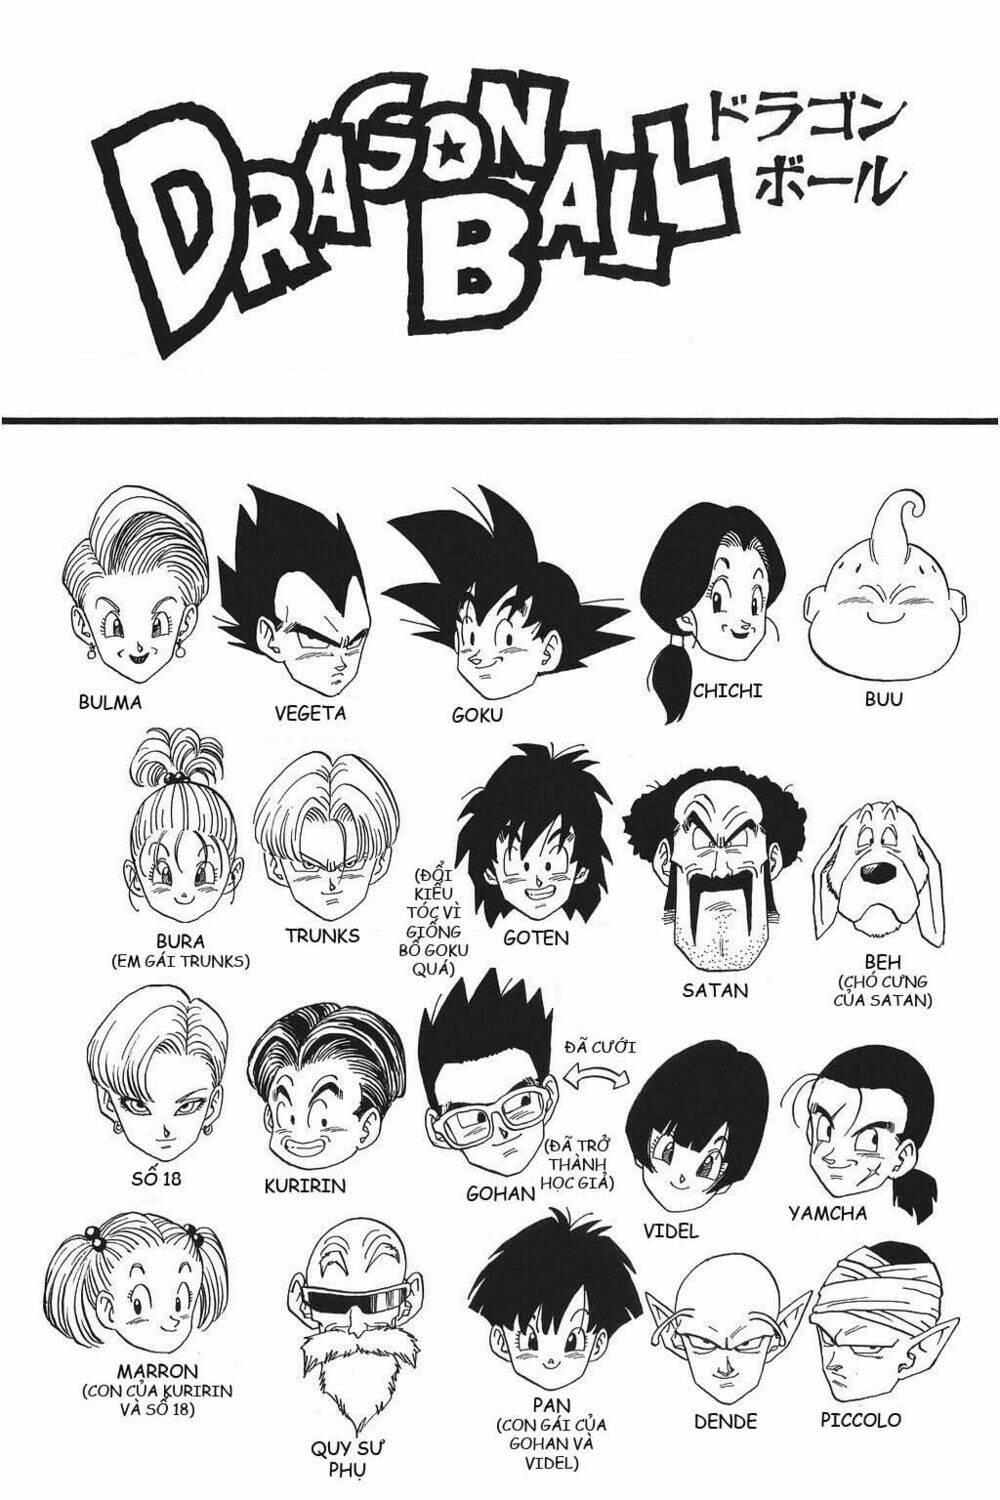 DRAGON
BALL
ドラゴン
ボール
BULMA
VEGETA
GOKU
CHICHI
BUU
BURA
(EM GÁI TRUNKS)
TRUNKS
(ĐỔI
KIỂU
TÓC VÌ
GIỐNG
BỐ GOKU
QUÁ)
GOTEN
SATAN
BEH
(CHÓ CƯNG
CỦA SATAN)
SỐ 18
KURIRIN
GOHAN
(ĐÃ TRỞ
THÀNH
HỌC GIẢ)
ĐÃ CƯỚI
VIDEL
YAMCHA
MARRON
(CON CỦA KURIRIN
VÀ SỐ 18)
QUY SƯ
PHỤ
PAN
(CON GÁI CỦA
GOHAN VÀ
VIDEL)
DENDE
PICCOLO